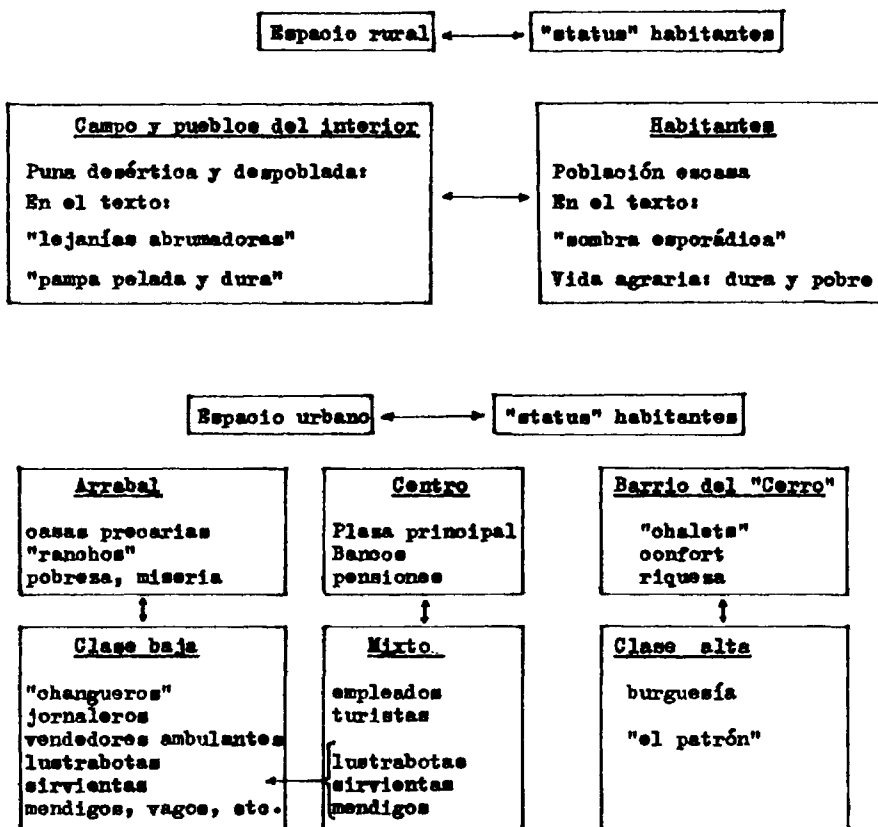 Espacio rural
"status" habitantes
Campo y pueblos del interior
Puna desértica y despoblada:
En el texto:
"lejanías abrumadoras"
"pampa pelada y dura"
Habitantes
Población escasa
En el texto:
"sombra esporádica"
Vida agraria: dura y pobre
Espacio urbano
"status" habitantes
Arrabal
casas precarias
"ranchos"
pobreza, miseria
Centro
Plaza principal
Bancos
pensiones
Barrio del "Cerro"
"chalets"
confort
riqueza
Clase baja
"changueros"
jornaleros
vendedores ambulantes
lustrabotas
sirvientas
mendigos, vagos, etc.
Mixto
empleados
turistas
lustrabotas
sirvientas
mendigos
Clase alta
burguesía
"el patrón"